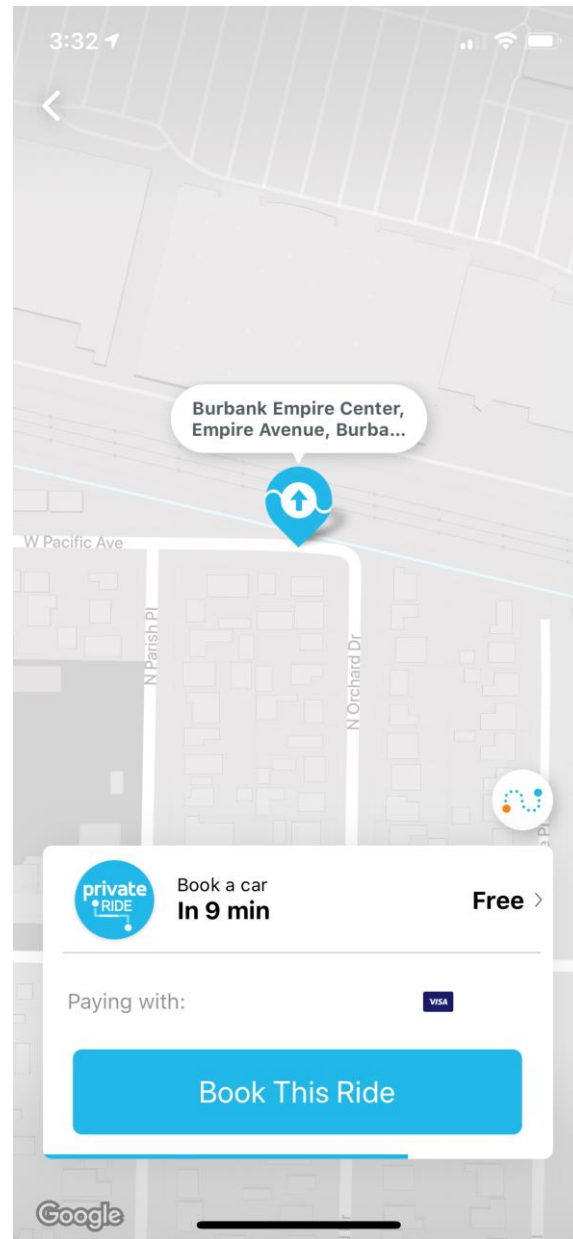 3:32
Burbank Empire Center,
Empire Avenue, Burba...
W Pacific Ave
N Parish Pl
N Orchard Dr
e Pl
private
RIDE
Book a car
In 9 min
Free
Paying with:
VISA
Book This Ride
Google